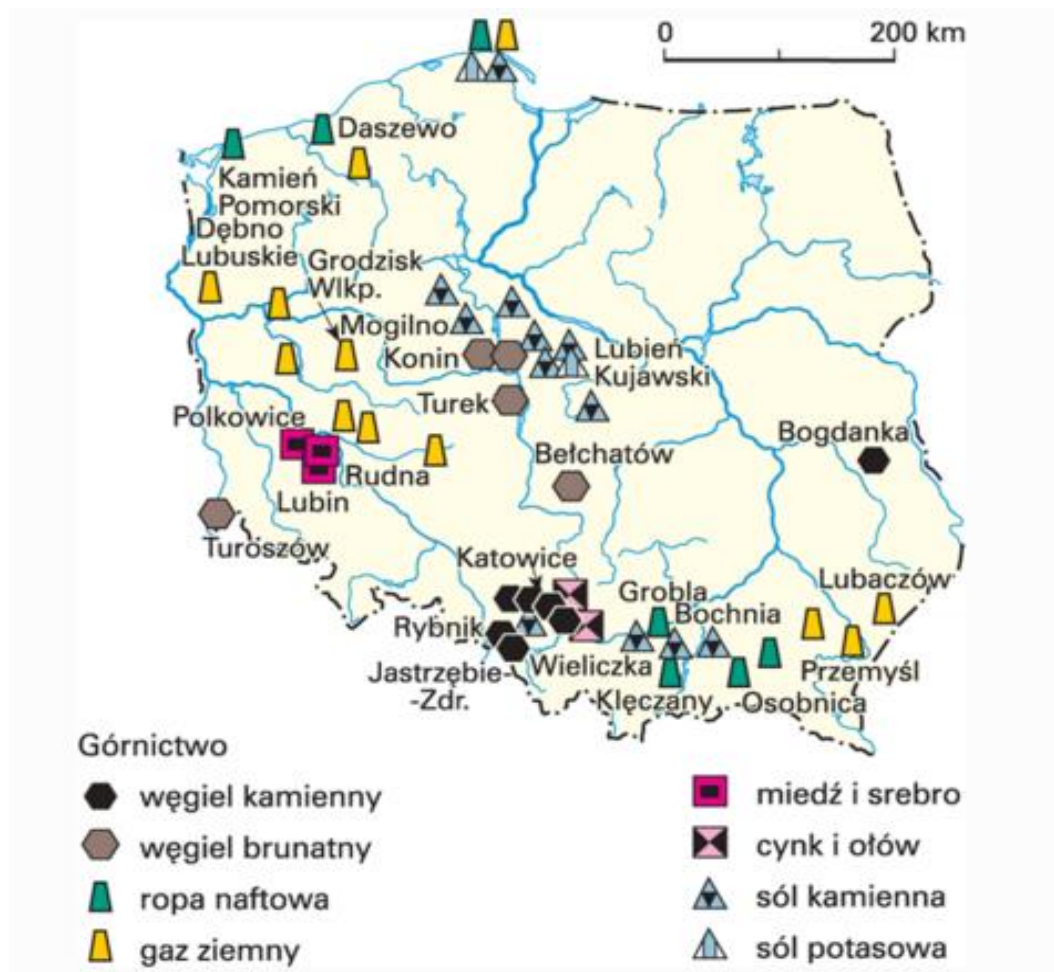 0 200 km
Daszewo
Kamień
Pomorski
Dębno
Lubuskie
Grodzisk
Wlkp.
Mogilno
Konin
Lubień
Kujawski
Turek
Polkowice
Bogdanka
Bełchatów
Rudna
Lubin
Turoszów
Katowice
Lubaczów
Grobla
Bochnia
Rybnik
Wieliczka
Jastrzębie-
-Zdr.
Przemyśl
Klęczany
Osobnica
Górnictwo
węgiel kamienny
węgiel brunatny
ropa naftowa
gaz ziemny
miedź i srebro
cynk i ołów
sól kamienna
sól potasowa